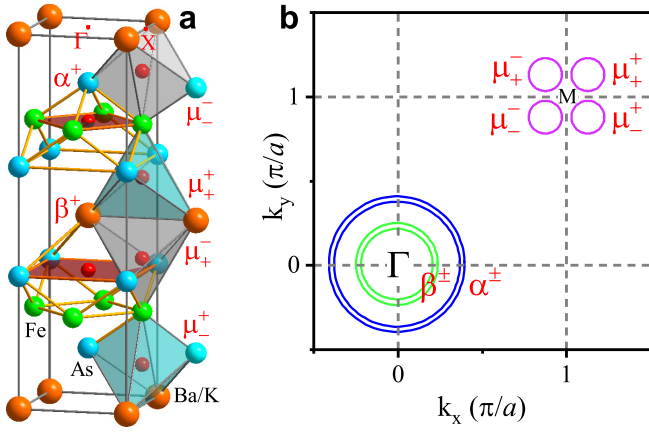 a
Γ
X
α⁺
μ₋⁻
μ₊⁺
β⁺
μ₊⁻
μ₋⁺
Fe
As
Ba/K
b
k_y (π/a)
1
0
μ₊⁻
μ₊⁺
M
μ₋⁻
μ₋⁺
Γ
β±
α±
0
1
k_x (π/a)